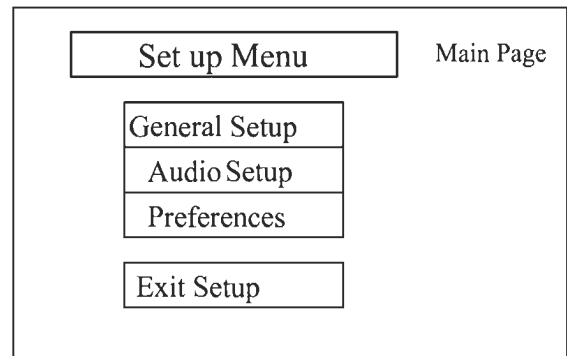 Set up Menu
Main Page
General Setup
Audio Setup
Preferences
Exit Setup